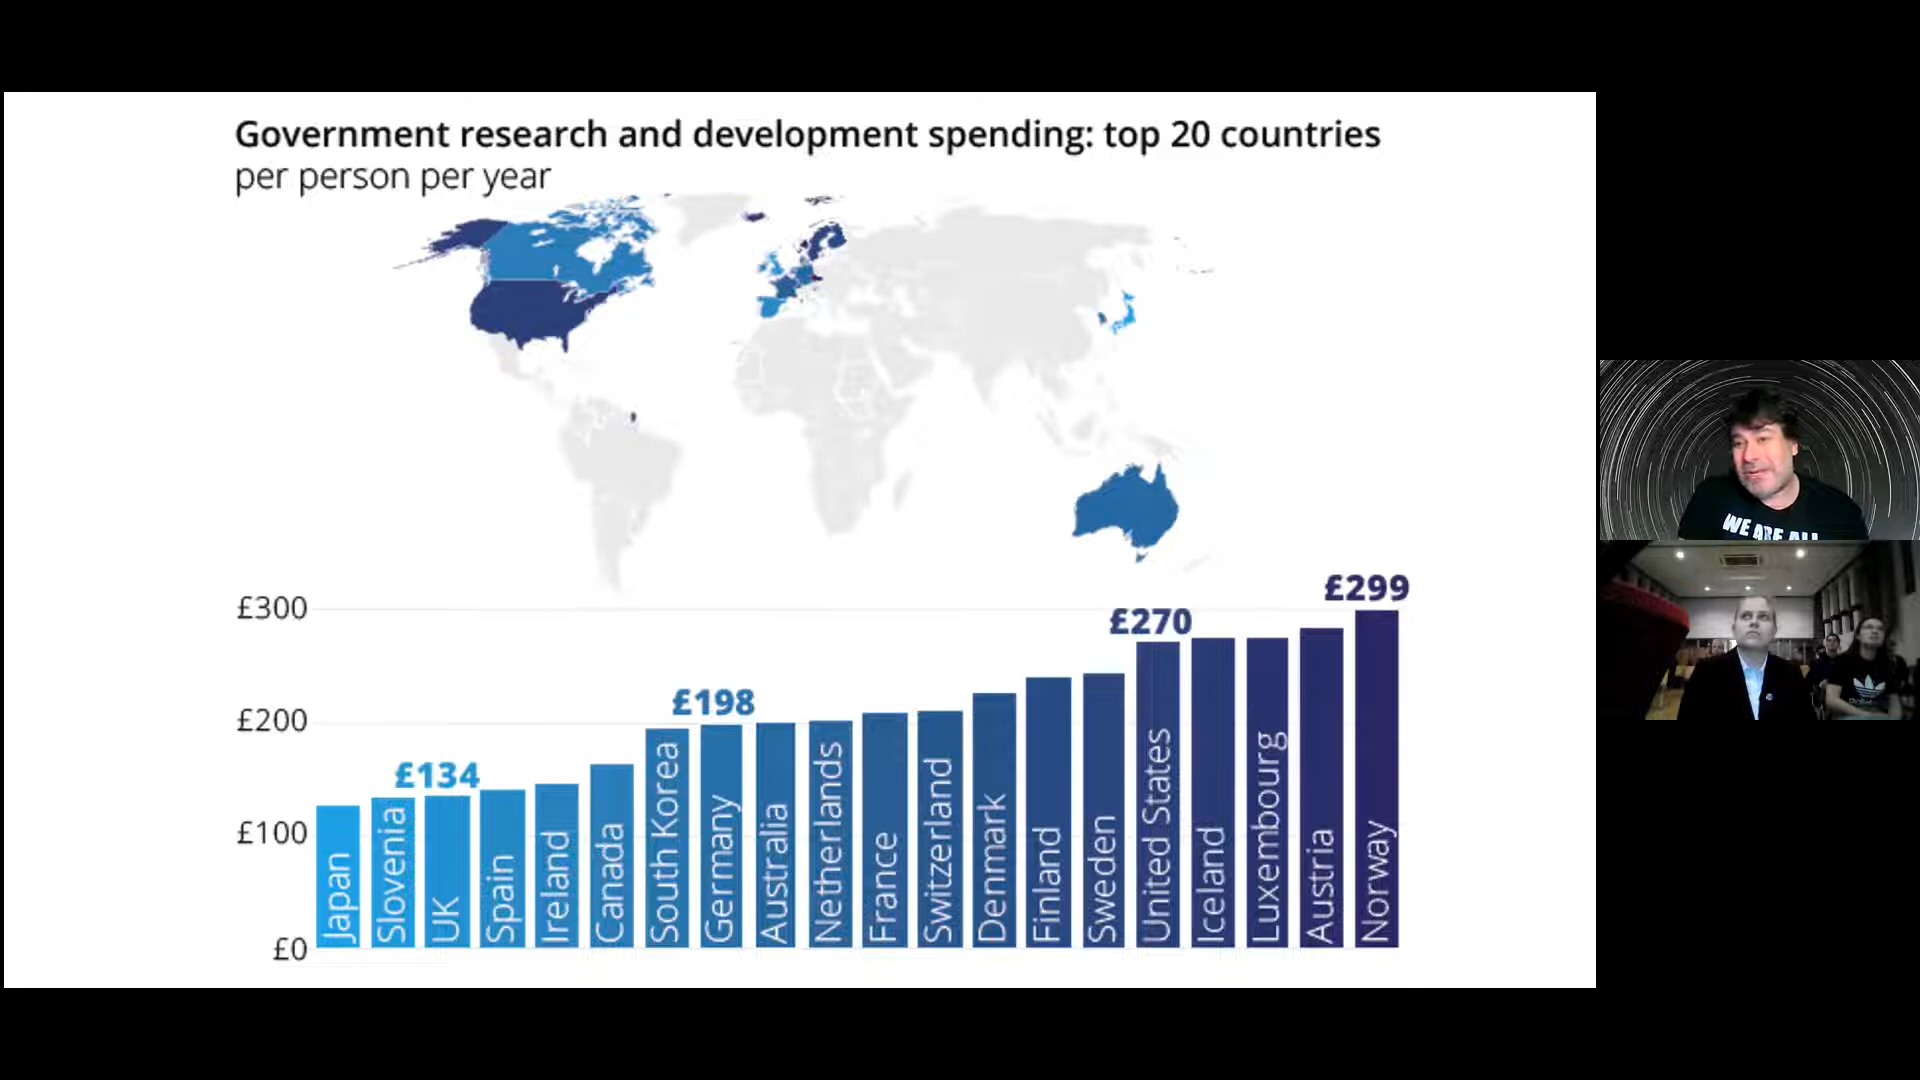 Government research and development spending: top 20 countries
per person per year
£300
£200
£100
£0
£134
£198
£270
£299
Japan
Slovenia
UK
Spain
Ireland
Canada
South Korea
Germany
Australia
Netherlands
France
Switzerland
Denmark
Finland
Sweden
United States
Iceland
Luxembourg
Austria
Norway
WE ARE ALL